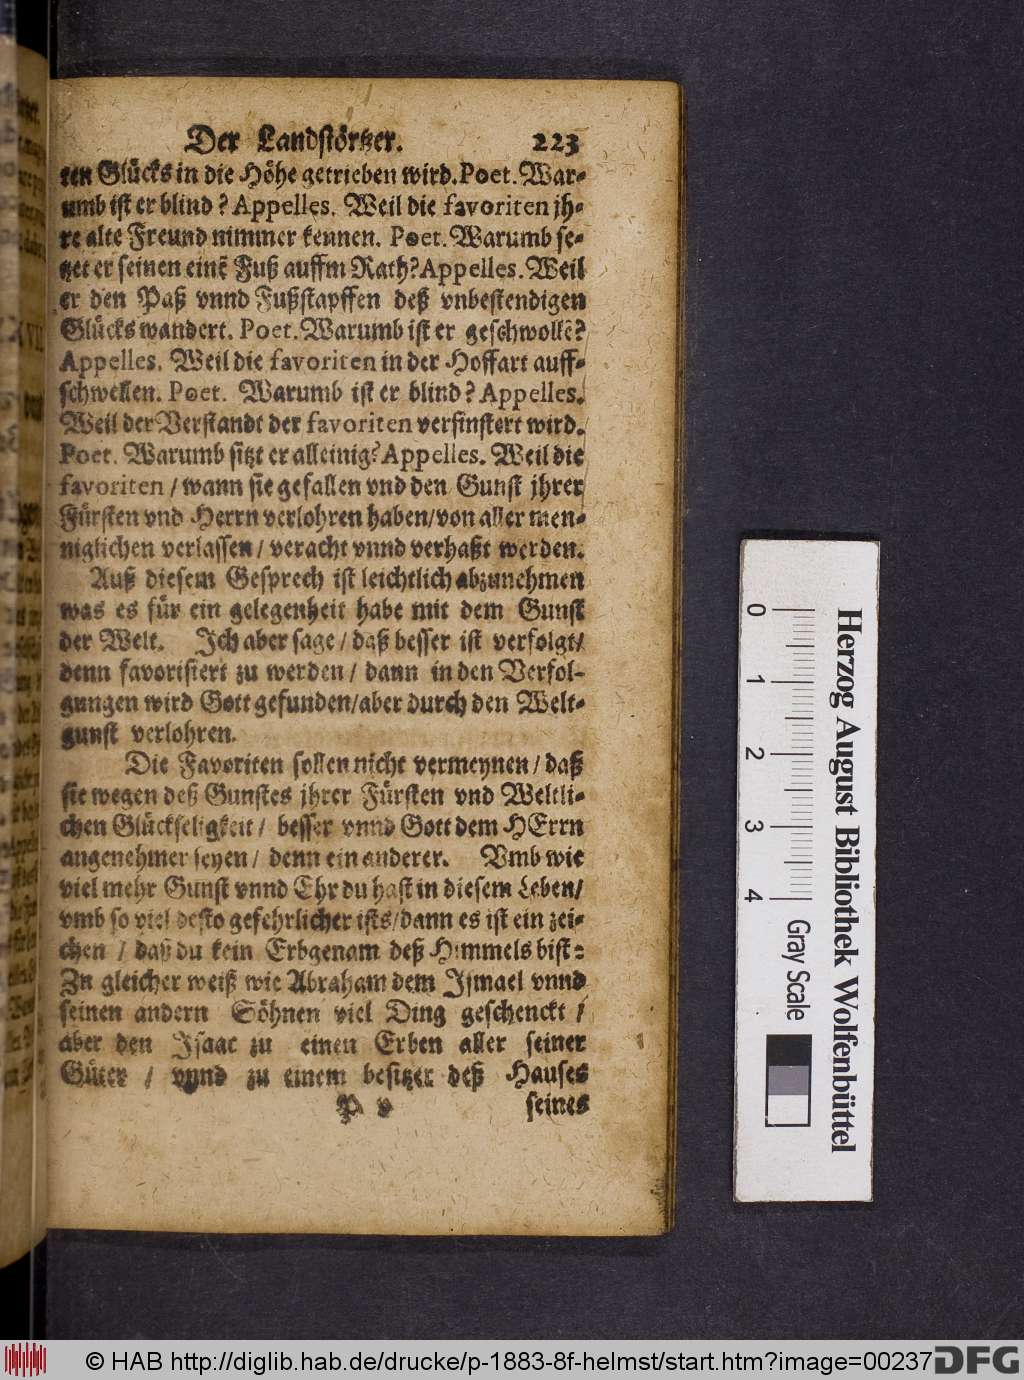 Der Landstörtzer. 223
ten Glücks in die Höhe getrieben wird. Poet. War-
umb ist er blind? Appelles. Weil die favoriten jh-
re alte Freund nimmer kennen. Poet. Warumb se-
tzet er seinen einē Fuß auffm Rath? Appelles. Weil
er den Paß vnnd Fußstapffen deß vnbestendigen
Glücks wandert. Poet. Warumb ist er geschwollē?
Appelles. Weil die favoriten in der Hoffart auff-
schwellen. Poet. Warumb ist er blind? Appelles.
Weil der Verstandt der favoriten verfinstert wird.
Poet. Warumb sitzt er alleinig? Appelles. Weil die
favoriten / wann sie gefallen vnd den Gunst jhrer
Fürsten vnd Herrn verlohren haben / von aller men-
niglichen verlassen / veracht vnnd verhaßt werden.
Auß diesem Gesprech ist leichtlich abzunehmen
was es für ein gelegenheit habe mit dem Gunst
der Welt. Ich aber sage / daß besser ist verfolgt /
denn favorisiert zu werden / dann in den Verfol-
gungen wird Gott gefunden / aber durch den Welt-
gunst verlohren.
Die Favoriten sollen nicht vermeynen / daß
sie wegen deß Gunstes jhrer Fürsten vnd Weltli-
chen Glückseligkeit / besser vnnd Gott dem HErrn
angenehmer seyen / denn ein anderer. Vmb wie
viel mehr Gunst vnnd Ehr du hast in diesem Leben /
vmb so viel desto gefehrlicher ists / dann es ist ein zei-
chen / daß du kein Erbgenam deß Himmels bist:
Zu gleicher weiß wie Abraham dem Ismael vnnd
seinen andern Söhnen viel Ding geschenckt /
aber den Isaac zu einen Erben aller seiner
Güter / vnnd zu einem besitzer deß Hauses
P v seines
0 1 2 3 4
Gray Scale
Herzog August Bibliothek Wolfenbüttel
© HAB http://diglib.hab.de/drucke/p-1883-8f-helmst/start.htm?image=00237
DFG